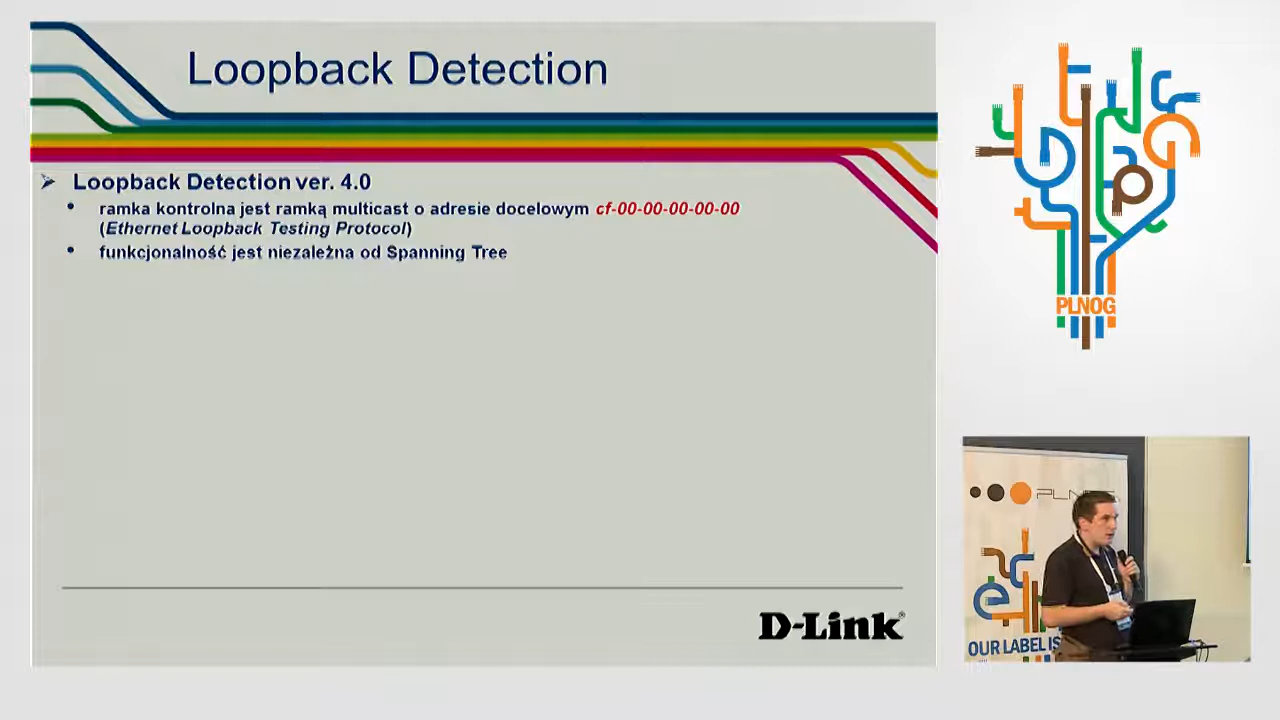 Loopback Detection
Loopback Detection ver. 4.0
ramka kontrolna jest ramką multicast o adresie docelowym cf-00-00-00-00-00
(Ethernet Loopback Testing Protocol)
funkcjonalność jest niezależna od Spanning Tree
D-Link
PLNOG
OUR LABEL IS